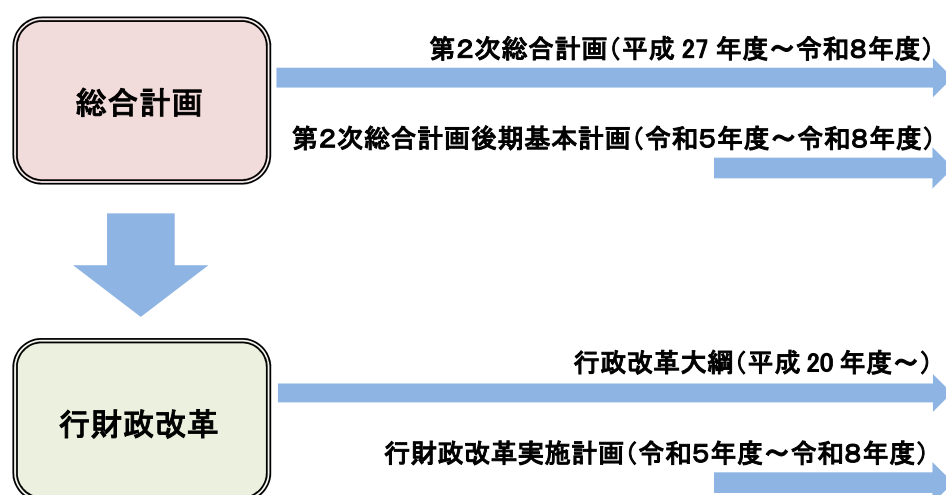 第２次総合計画（平成 27 年度～令和８年度）
総合計画
第２次総合計画後期基本計画（令和５年度～令和８年度）
行政改革大綱（平成 20 年度～）
行財政改革
行財政改革実施計画（令和５年度～令和８年度）